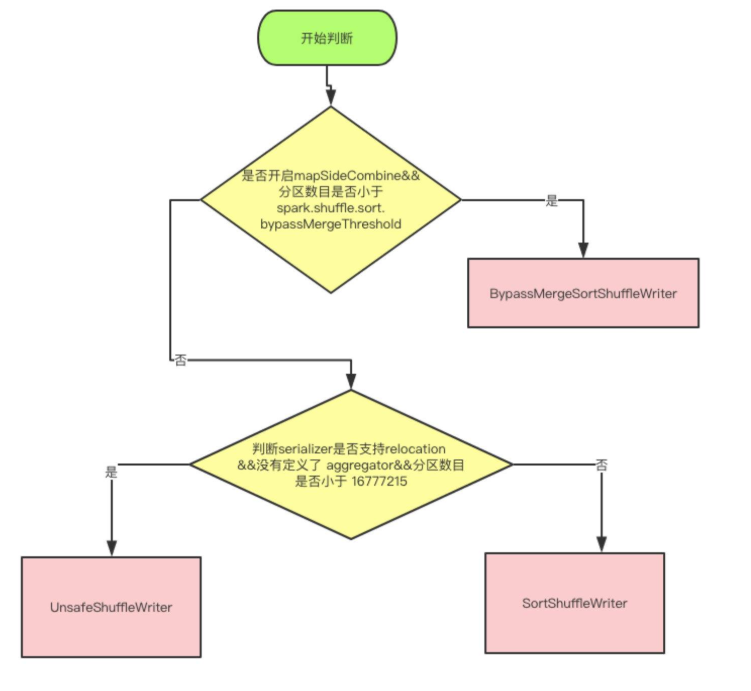 开始判断
是否开启mapSideCombine&&
分区数目是否小于
spark.shuffle.sort.
bypassMergeThreshold
是
BypassMergeSortShuffleWriter
否
判断serializer是否支持relocation
&&没有定义了 aggregator&&分区数目
是否小于 16777215
是
否
UnsafeShuffleWriter
SortShuffleWriter